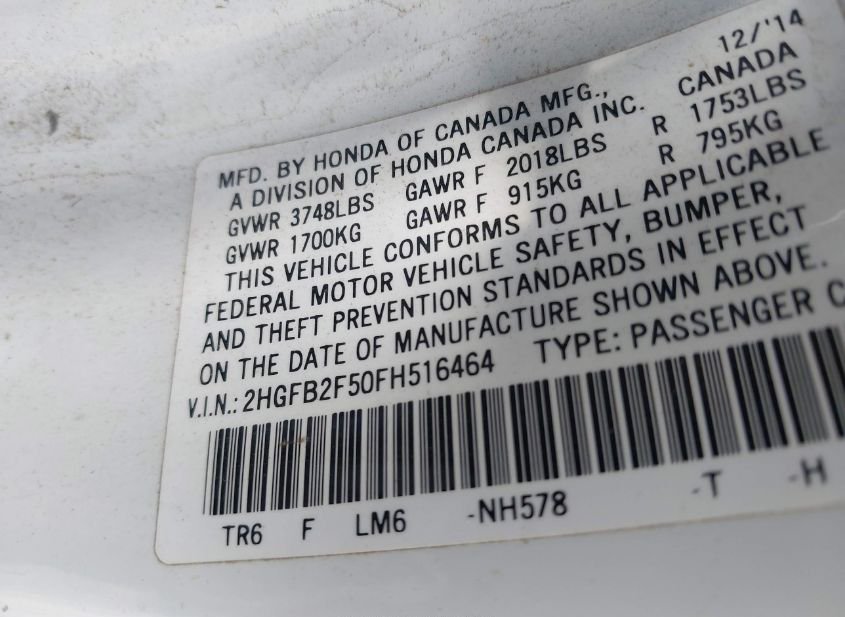 12/'14
MFD. BY HONDA OF CANADA MFG.,
A DIVISION OF HONDA CANADA INC. CANADA
GVWR 3748LBS GAWR F 2018LBS R 1753LBS
GVWR 1700KG GAWR F 915KG R 795KG
THIS VEHICLE CONFORMS TO ALL APPLICABLE
FEDERAL MOTOR VEHICLE SAFETY, BUMPER,
AND THEFT PREVENTION STANDARDS IN EFFECT
ON THE DATE OF MANUFACTURE SHOWN ABOVE.
V.I.N.: 2HGFB2F50FH516464 TYPE: PASSENGER C
TR6 F LM6 -NH578 -T -H